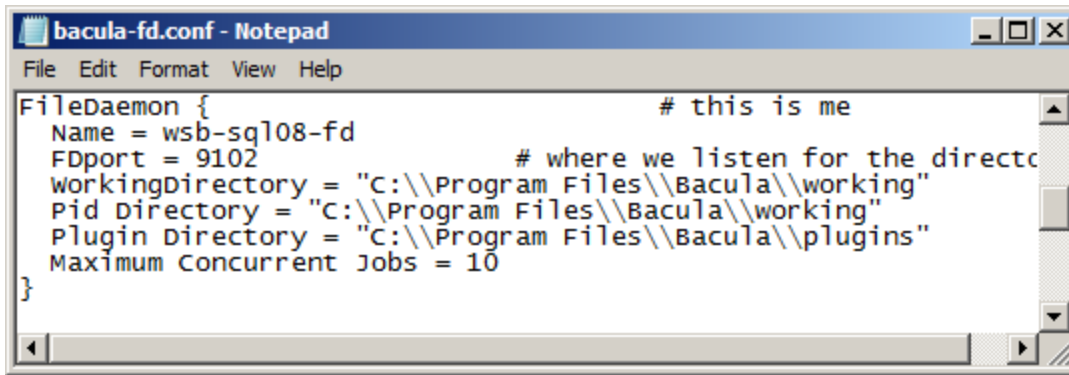 bacula-fd.conf - Notepad
File Edit Format View Help
FileDaemon { # this is me
Name = wsb-sql08-fd
FDport = 9102 # where we listen for the directo
WorkingDirectory = "C:\\Program Files\\Bacula\\working"
Pid Directory = "C:\\Program Files\\Bacula\\working"
Plugin Directory = "C:\\Program Files\\Bacula\\plugins"
Maximum Concurrent Jobs = 10
}